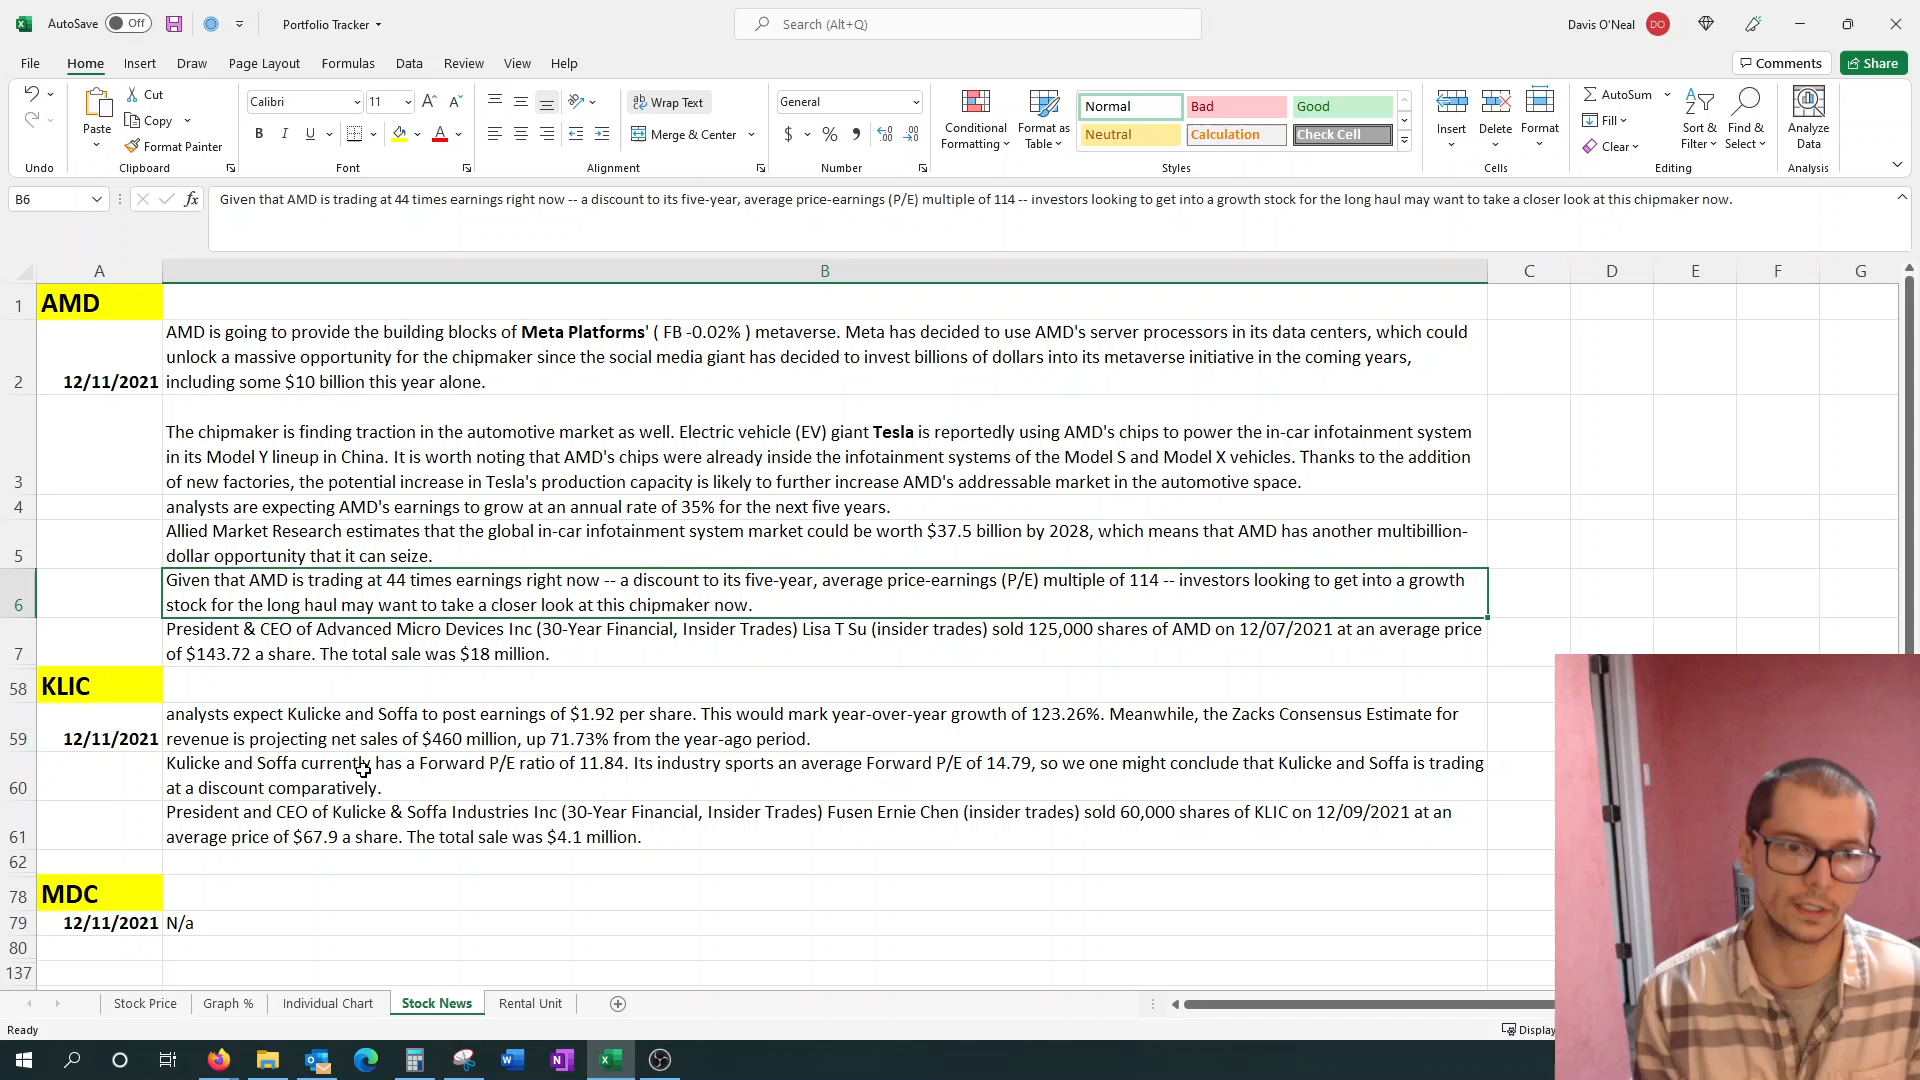 AutoSave Off Portfolio Tracker Search (Alt+Q) Davis O'Neal DO
File Home Insert Draw Page Layout Formulas Data Review View Help Comments Share
Paste Cut Copy Format Painter
Calibri 11 Wrap Text Merge & Center General
B I U A $ %
Conditional Formatting Format as Table Normal Bad Good
Neutral Calculation Check Cell
Insert Delete Format AutoSum Fill Clear Sort & Filter Find & Select Analyze Data
Undo Clipboard Font Alignment Number Styles Cells Editing Analysis
B6 fx Given that AMD is trading at 44 times earnings right now -- a discount to its five-year, average price-earnings (P/E) multiple of 114 -- investors looking to get into a growth stock for the long haul may want to take a closer look at this chipmaker now.
A B C D E F G
1 AMD
AMD is going to provide the building blocks of Meta Platforms' ( FB -0.02% ) metaverse. Meta has decided to use AMD's server processors in its data centers, which could
unlock a massive opportunity for the chipmaker since the social media giant has decided to invest billions of dollars into its metaverse initiative in the coming years,
2 12/11/2021 including some $10 billion this year alone.
The chipmaker is finding traction in the automotive market as well. Electric vehicle (EV) giant Tesla is reportedly using AMD's chips to power the in-car infotainment system
in its Model Y lineup in China. It is worth noting that AMD's chips were already inside the infotainment systems of the Model S and Model X vehicles. Thanks to the addition
3 of new factories, the potential increase in Tesla's production capacity is likely to further increase AMD's addressable market in the automotive space.
4 analysts are expecting AMD's earnings to grow at an annual rate of 35% for the next five years.
Allied Market Research estimates that the global in-car infotainment system market could be worth $37.5 billion by 2028, which means that AMD has another multibillion-
5 dollar opportunity that it can seize.
Given that AMD is trading at 44 times earnings right now -- a discount to its five-year, average price-earnings (P/E) multiple of 114 -- investors looking to get into a growth
6 stock for the long haul may want to take a closer look at this chipmaker now.
President & CEO of Advanced Micro Devices Inc (30-Year Financial, Insider Trades) Lisa T Su (insider trades) sold 125,000 shares of AMD on 12/07/2021 at an average price
7 of $143.72 a share. The total sale was $18 million.
58 KLIC
analysts expect Kulicke and Soffa to post earnings of $1.92 per share. This would mark year-over-year growth of 123.26%. Meanwhile, the Zacks Consensus Estimate for
59 12/11/2021 revenue is projecting net sales of $460 million, up 71.73% from the year-ago period.
Kulicke and Soffa currently has a Forward P/E ratio of 11.84. Its industry sports an average Forward P/E of 14.79, so we one might conclude that Kulicke and Soffa is trading
60 at a discount comparatively.
President and CEO of Kulicke & Soffa Industries Inc (30-Year Financial, Insider Trades) Fusen Ernie Chen (insider trades) sold 60,000 shares of KLIC on 12/09/2021 at an
61 average price of $67.9 a share. The total sale was $4.1 million.
62
78 MDC
79 12/11/2021 N/a
80
137
Stock Price Graph % Individual Chart Stock News Rental Unit
Ready Display